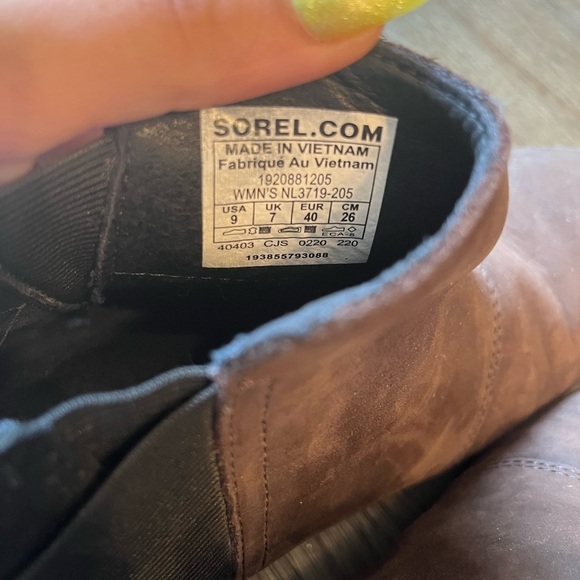 SOREL.COM
MADE IN VIETNAM
Fabriqué Au Vietnam
1920881205
WMN'S NL3719-205
USA UK EUR CM
9 7 40 26
ECA-S
40403 CJS 0220 220
193855793088